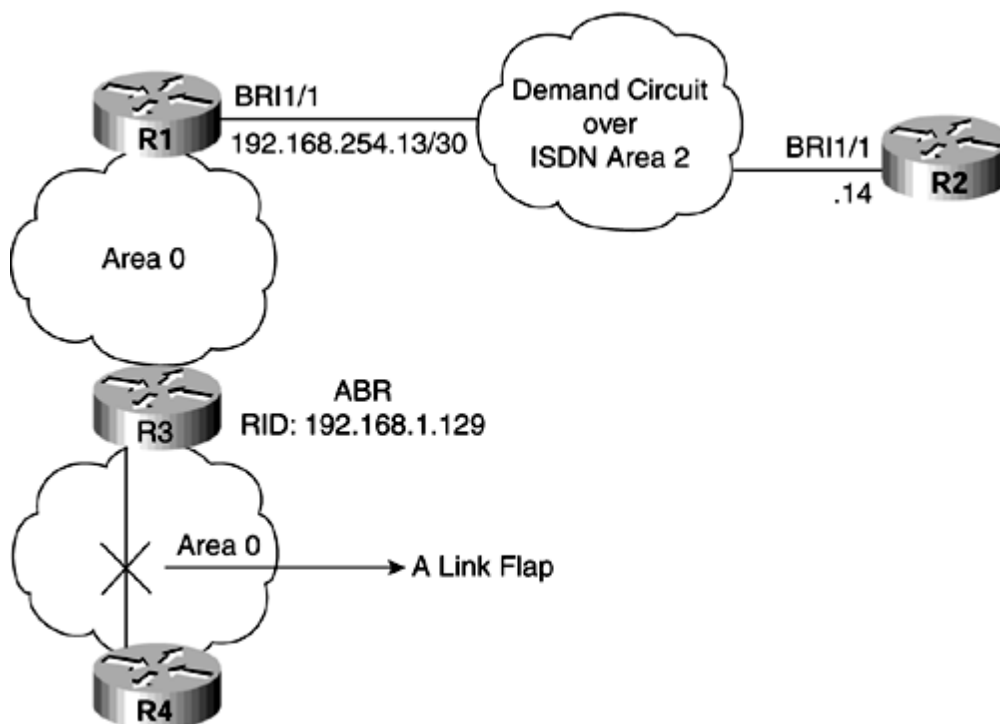 BRI1/1
R1
192.168.254.13/30
Demand Circuit
over
ISDN Area 2
BRI1/1
R2
.14
Area 0
R3
ABR
RID: 192.168.1.129
Area 0
A Link Flap
R4